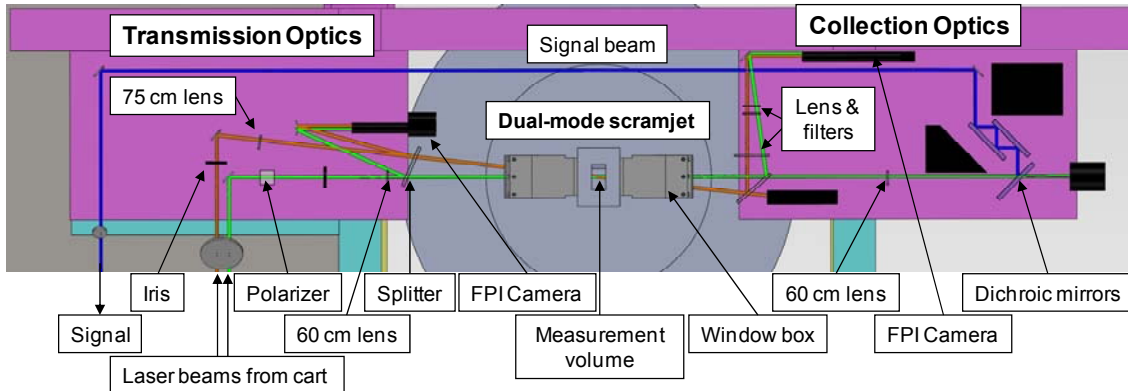 Transmission Optics
Signal beam
Collection Optics
75 cm lens
Dual-mode scramjet
Lens &
filters
Iris
Polarizer
Splitter
FPI Camera
60 cm lens
Dichroic mirrors
Signal
60 cm lens
Measurement
volume
Window box
FPI Camera
Laser beams from cart